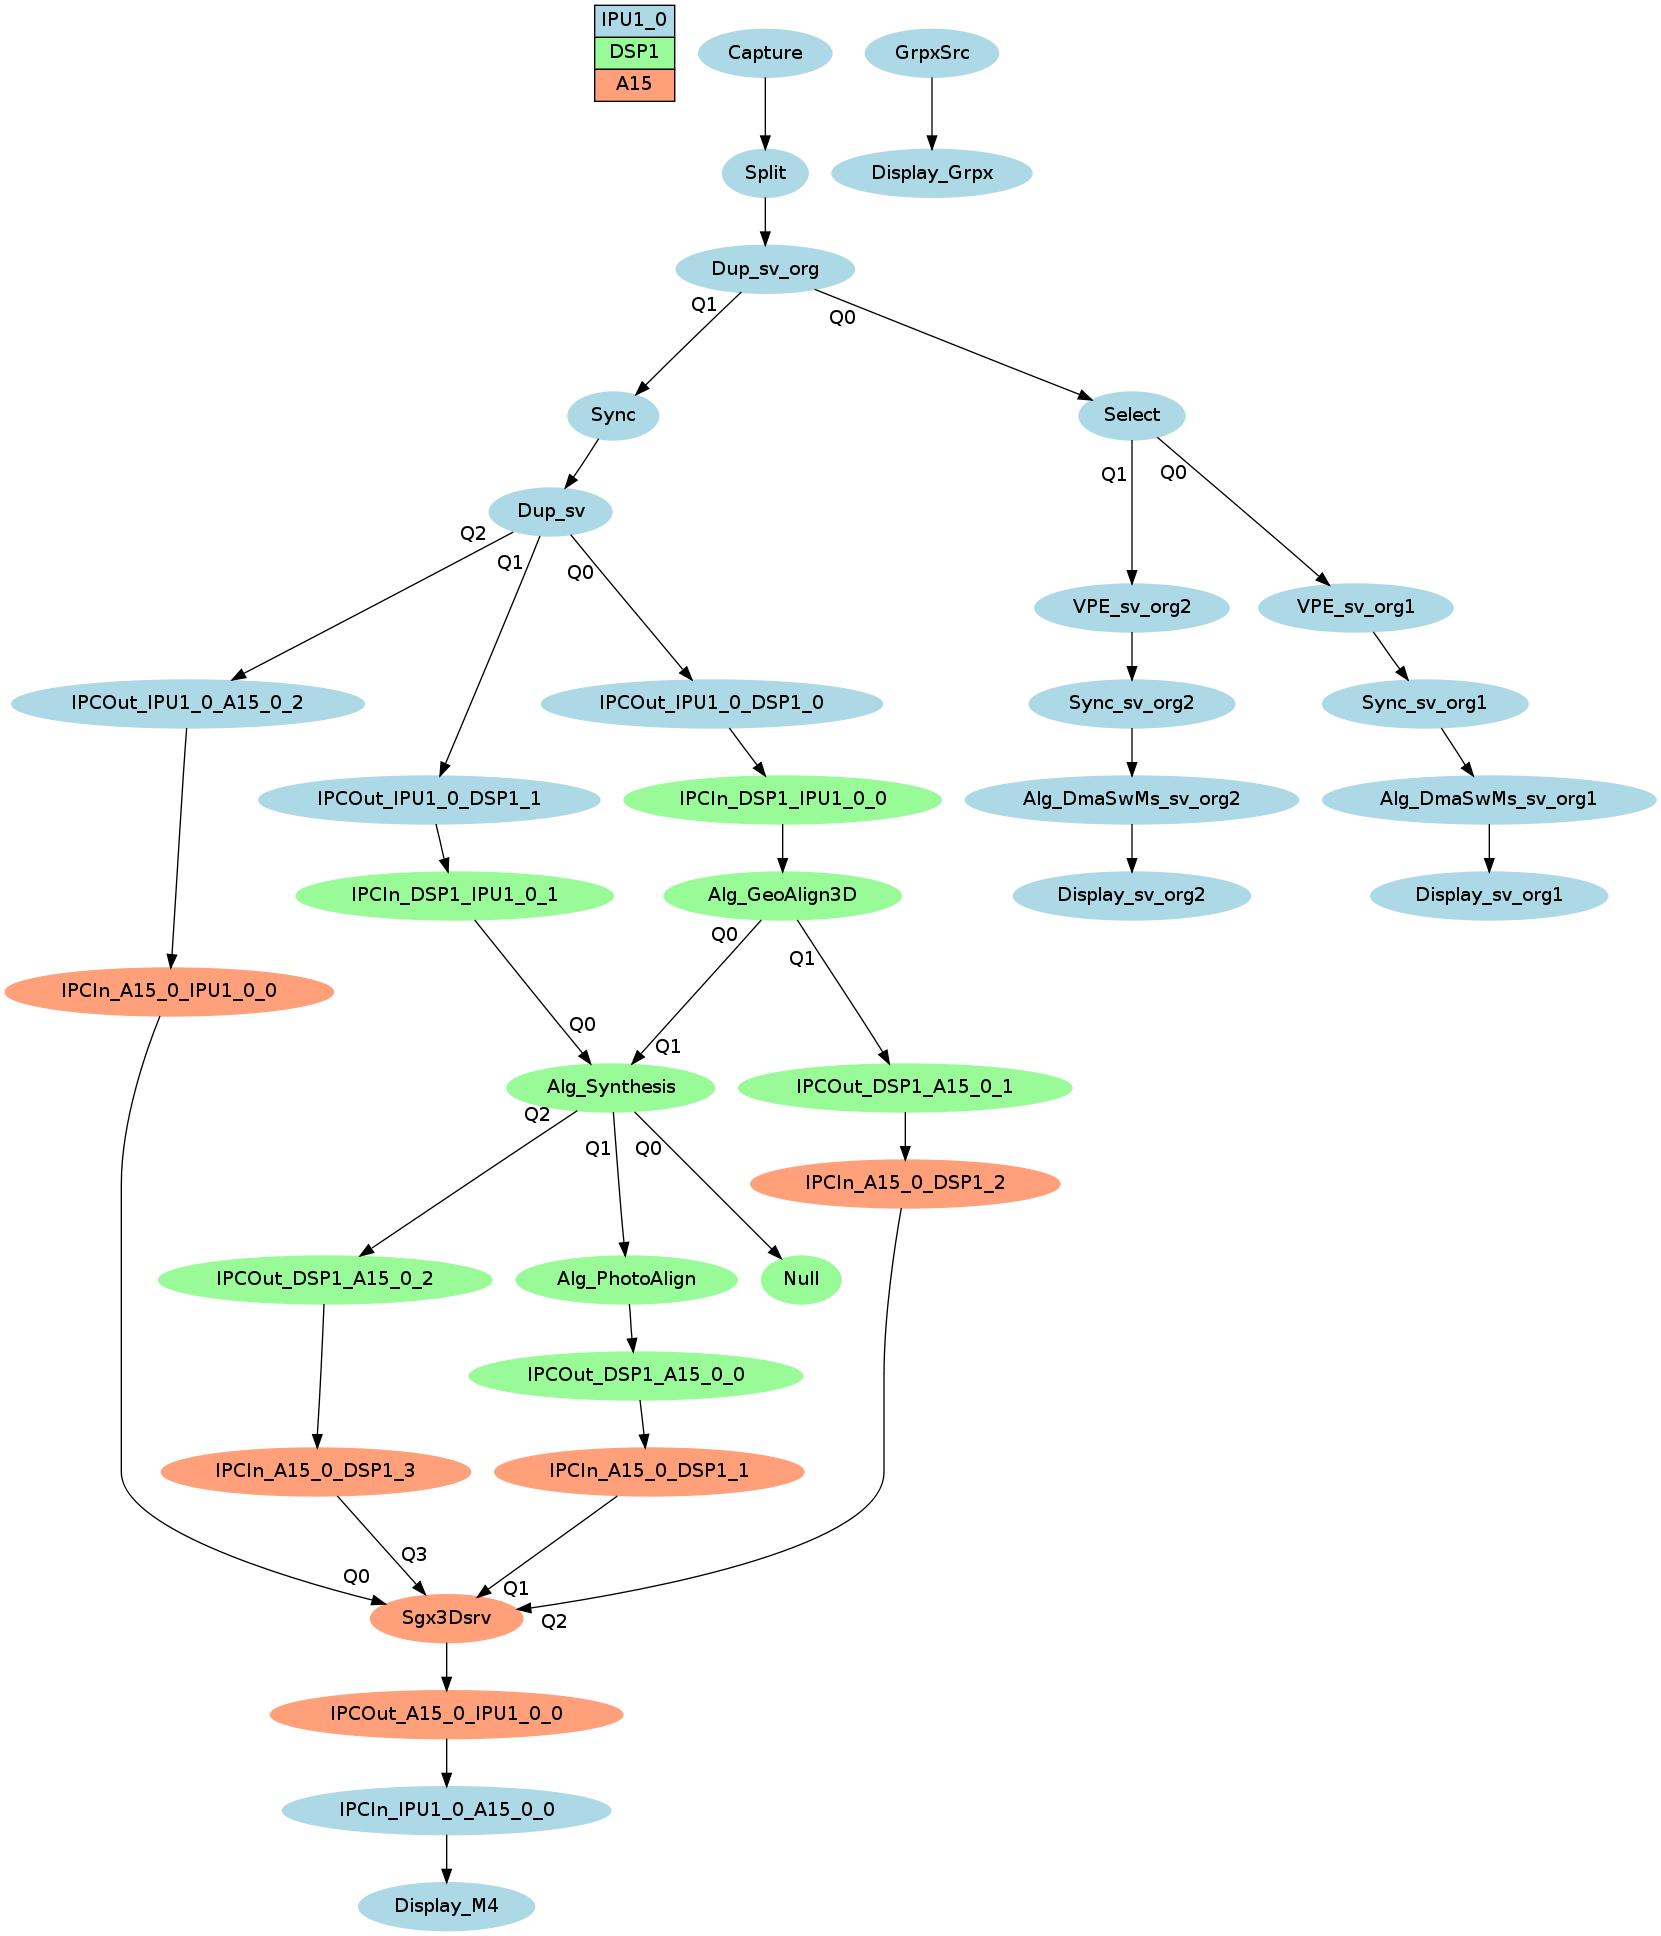 IPU1_0
DSP1
A15
Capture
GrpxSrc
Split
Display_Grpx
Dup_sv_org
Q1
Q0
Sync
Select
Q1
Q0
Dup_sv
Q2
Q1
Q0
VPE_sv_org2
VPE_sv_org1
IPCOut_IPU1_0_A15_0_2
IPCOut_IPU1_0_DSP1_0
Sync_sv_org2
Sync_sv_org1
IPCOut_IPU1_0_DSP1_1
IPCIn_DSP1_IPU1_0_0
Alg_DmaSwMs_sv_org2
Alg_DmaSwMs_sv_org1
IPCIn_DSP1_IPU1_0_1
Alg_GeoAlign3D
Display_sv_org2
Display_sv_org1
Q0
Q1
IPCIn_A15_0_IPU1_0_0
Q0
Q1
Alg_Synthesis
IPCOut_DSP1_A15_0_1
Q2
Q1
Q0
IPCIn_A15_0_DSP1_2
IPCOut_DSP1_A15_0_2
Alg_PhotoAlign
Null
IPCOut_DSP1_A15_0_0
IPCIn_A15_0_DSP1_3
IPCIn_A15_0_DSP1_1
Q3
Q0
Q1
Sgx3Dsrv
Q2
IPCOut_A15_0_IPU1_0_0
IPCIn_IPU1_0_A15_0_0
Display_M4